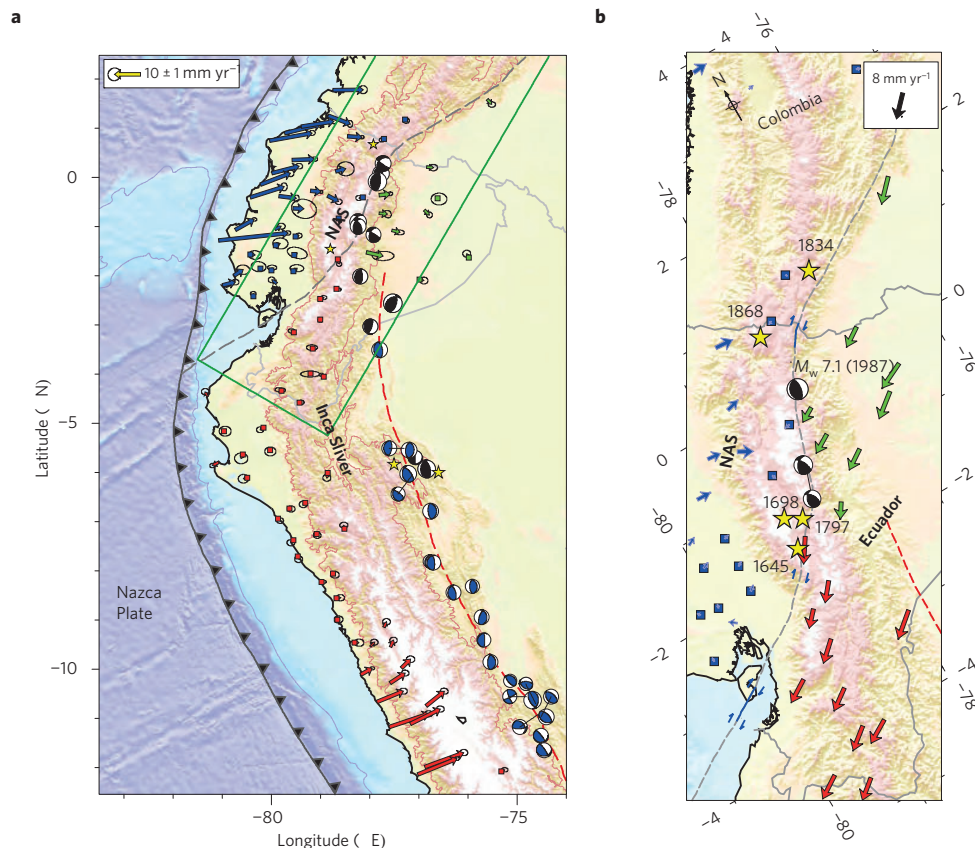 a
10 ± 1 mm yr⁻
0
−5
−10
Latitude ( N)
NAS
Inca Sliver
Nazca
Plate
−80
−75
Longitude ( E)
b
−76
−4
4
N
Colombia
8 mm yr⁻¹
2
−78
1834
2
0
1868
−76
Mw 7.1 (1987)
NAS
0
−2
1698
1797
Ecuador
−80
1645
−2
−4
−78
−4
−80